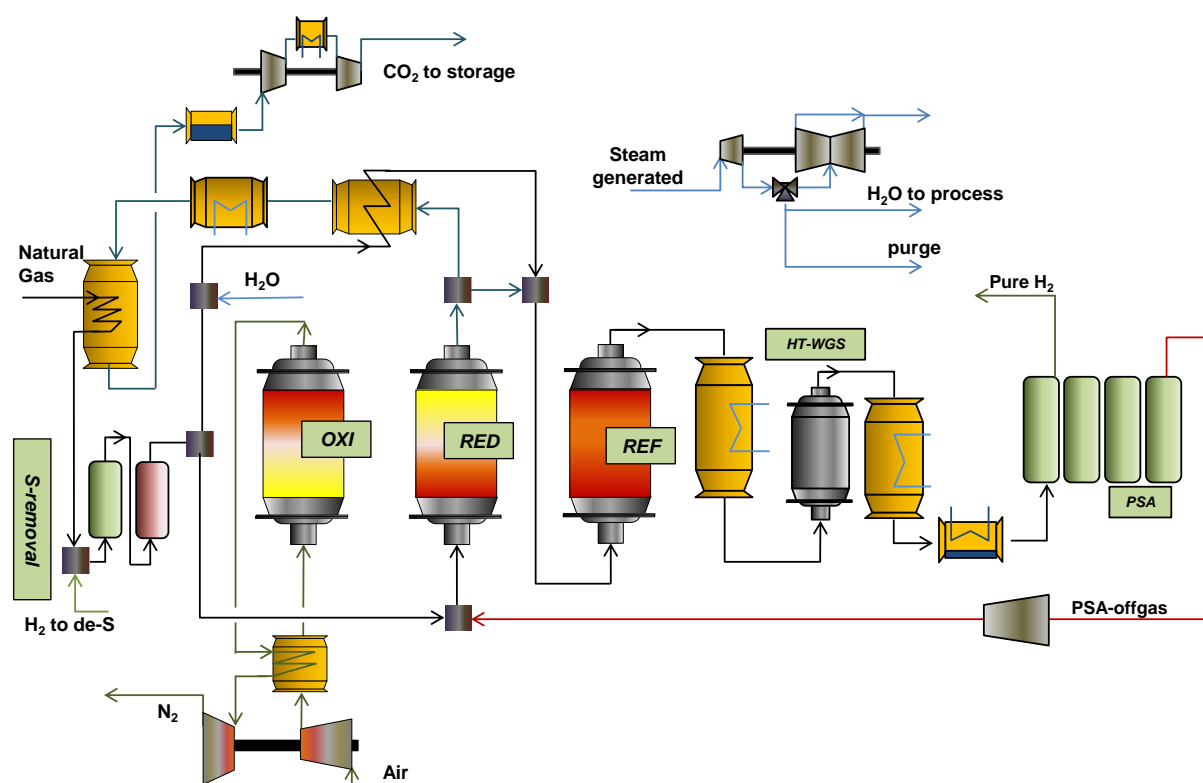 CO₂ to storage
Steam
generated
H₂O to process
purge
Natural
Gas
H₂O
Pure H₂
HT-WGS
OXI
RED
REF
S-removal
PSA
H₂ to de-S
PSA-offgas
N₂
Air